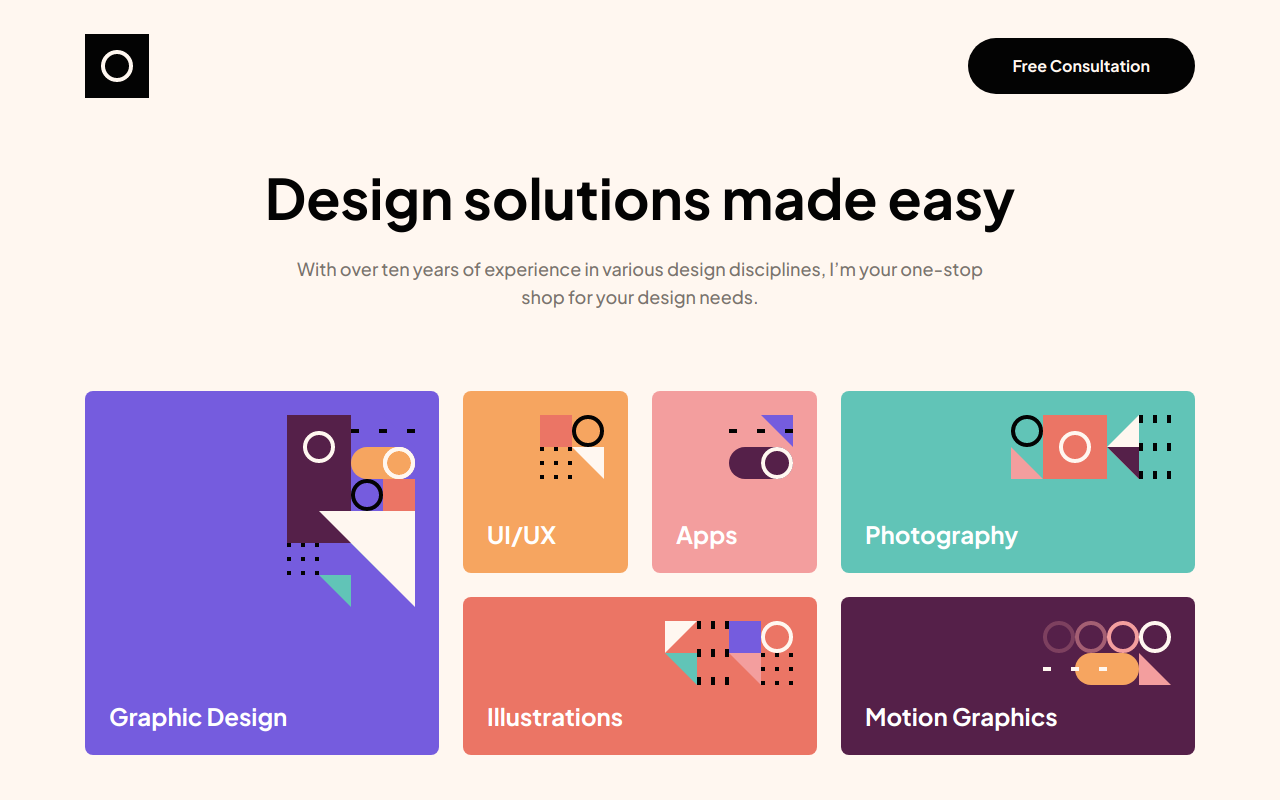 Free Consultation
Design solutions made easy
With over ten years of experience in various design disciplines, I’m your one-stop
shop for your design needs.
UI/UX
Apps
Photography
Graphic Design
Illustrations
Motion Graphics